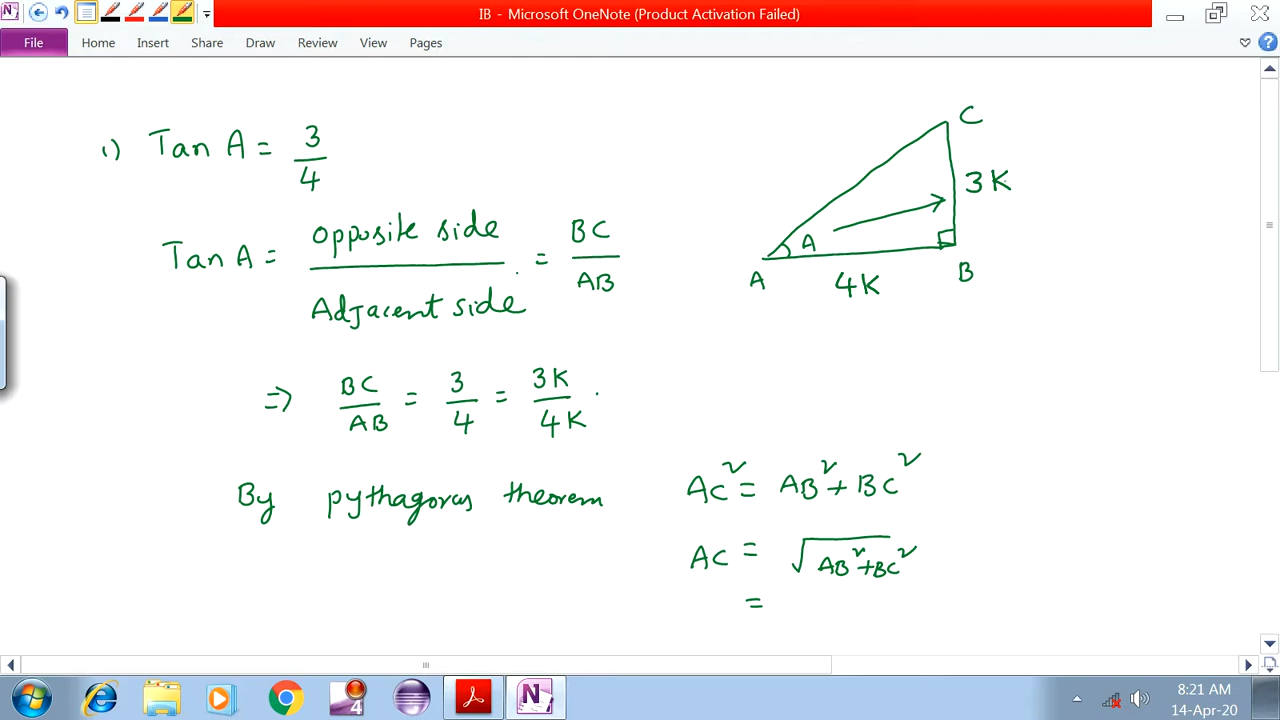 IB - Microsoft OneNote (Product Activation Failed)
File Home Insert Share Draw Review View Pages
1) Tan A = 3/4
Tan A = opposite side / Adjacent side = BC/AB
C
3K
A
A
4K
B
=> BC/AB = 3/4 = 3K/4K
By pythagoras theorem AC² = AB² + BC²
AC = √AB²+BC²
=
4
8:21 AM
14-Apr-20